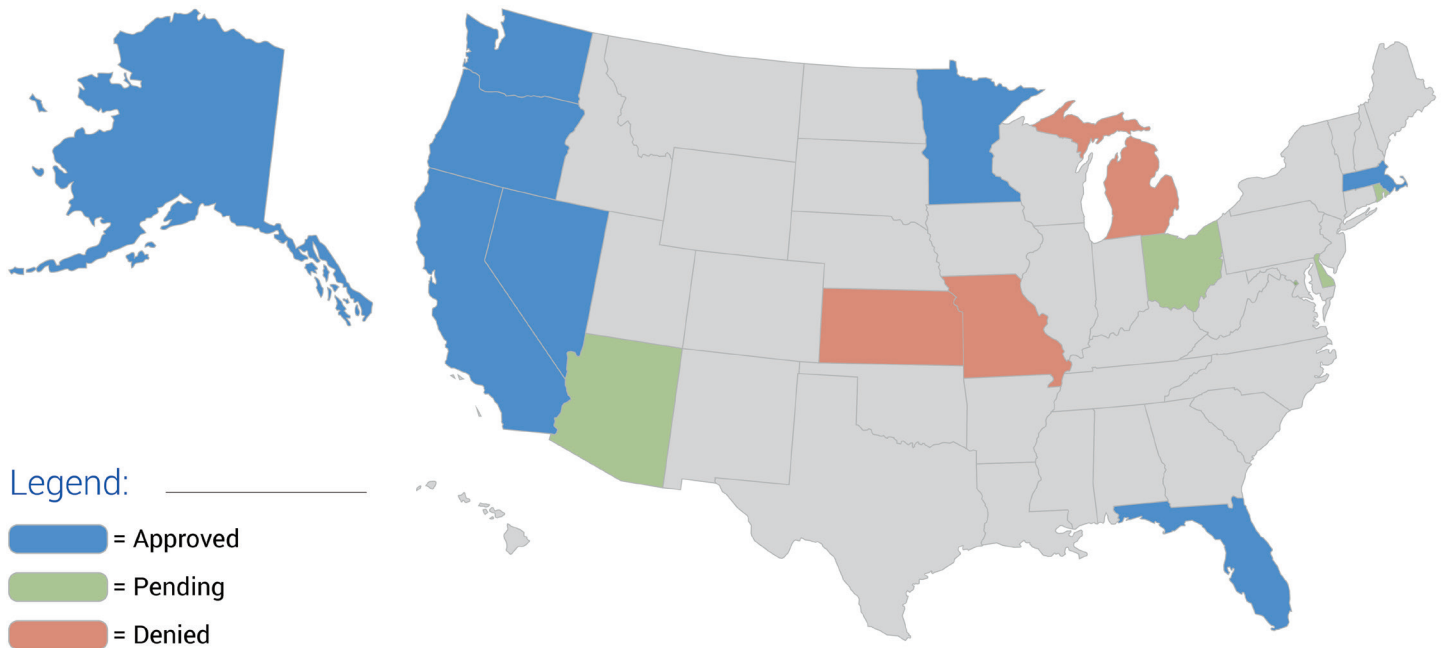 Legend:
= Approved
= Pending
= Denied